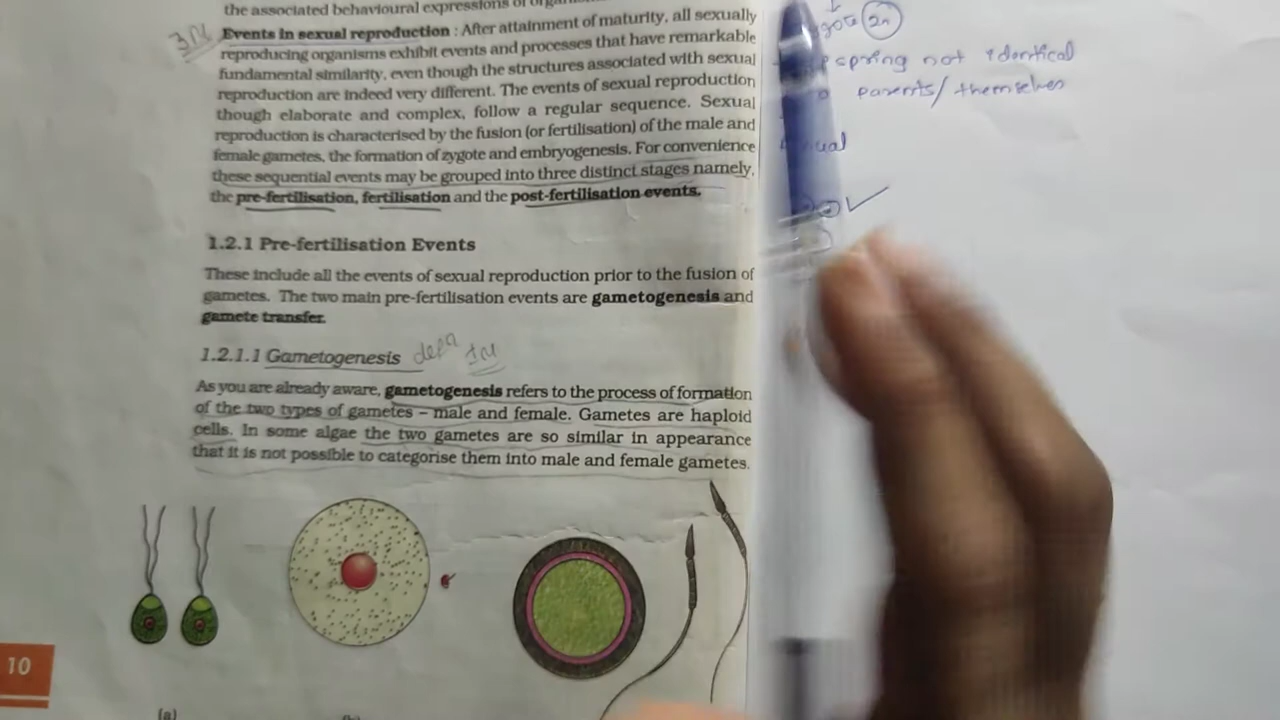 the associated behavioural expressions of
3M
Events in sexual reproduction : After attainment of maturity, all sexually
reproducing organisms exhibit events and processes that have remarkable
fundamental similarity, even though the structures associated with sexual
reproduction are indeed very different. The events of sexual reproduction
though elaborate and complex, follow a regular sequence. Sexual
reproduction is characterised by the fusion (or fertilisation) of the male and
female gametes, the formation of zygote and embryogenesis. For convenience
these sequential events may be grouped into three distinct stages namely,
the pre-fertilisation, fertilisation and the post-fertilisation events.
1.2.1 Pre-fertilisation Events
These include all the events of sexual reproduction prior to the fusion of
gametes. The two main pre-fertilisation events are gametogenesis and
gamete transfer.
1.2.1.1 Gametogenesis defn 1M
As you are already aware, gametogenesis refers to the process of formation
of the two types of gametes – male and female. Gametes are haploid
cells. In some algae the two gametes are so similar in appearance
that it is not possible to categorise them into male and female gametes.
10
(a)
2n
not identical
parents/ themselves